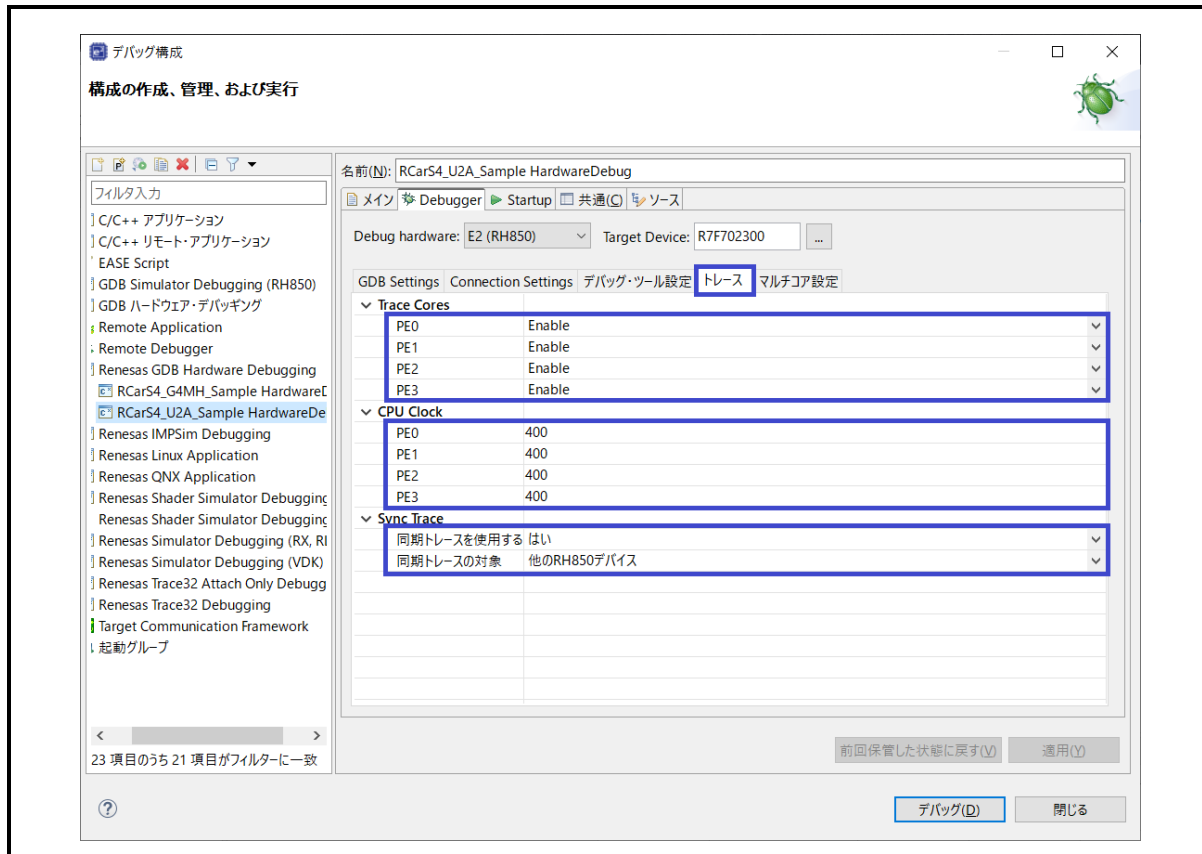 デバッグ構成
構成の作成、管理、および実行
フィルタ入力
C/C++ アプリケーション
C/C++ リモート・アプリケーション
EASE Script
GDB Simulator Debugging (RH850)
GDB ハードウェア・デバッギング
Remote Application
Remote Debugger
Renesas GDB Hardware Debugging
RCarS4_G4MH_Sample HardwareD
RCarS4_U2A_Sample HardwareDe
Renesas IMPSim Debugging
Renesas Linux Application
Renesas QNX Application
Renesas Shader Simulator Debugging
Renesas Shader Simulator Debugging
Renesas Simulator Debugging (RX, RI
Renesas Simulator Debugging (VDK)
Renesas Trace32 Attach Only Debugg
Renesas Trace32 Debugging
Target Communication Framework
起動グループ
23 項目のうち 21 項目がフィルターに一致
名前(N): RCarS4_U2A_Sample HardwareDebug
メイン Debugger Startup 共通(C) ソース
Debug hardware: E2 (RH850) Target Device: R7F702300 ...
GDB Settings Connection Settings デバッグ・ツール設定 トレース マルチコア設定
Trace Cores
PE0 Enable
PE1 Enable
PE2 Enable
PE3 Enable
CPU Clock
PE0 400
PE1 400
PE2 400
PE3 400
Sync Trace
同期トレースを使用する はい
同期トレースの対象 他のRH850デバイス
前回保管した状態に戻す(V) 適用(Y)
デバッグ(D) 閉じる